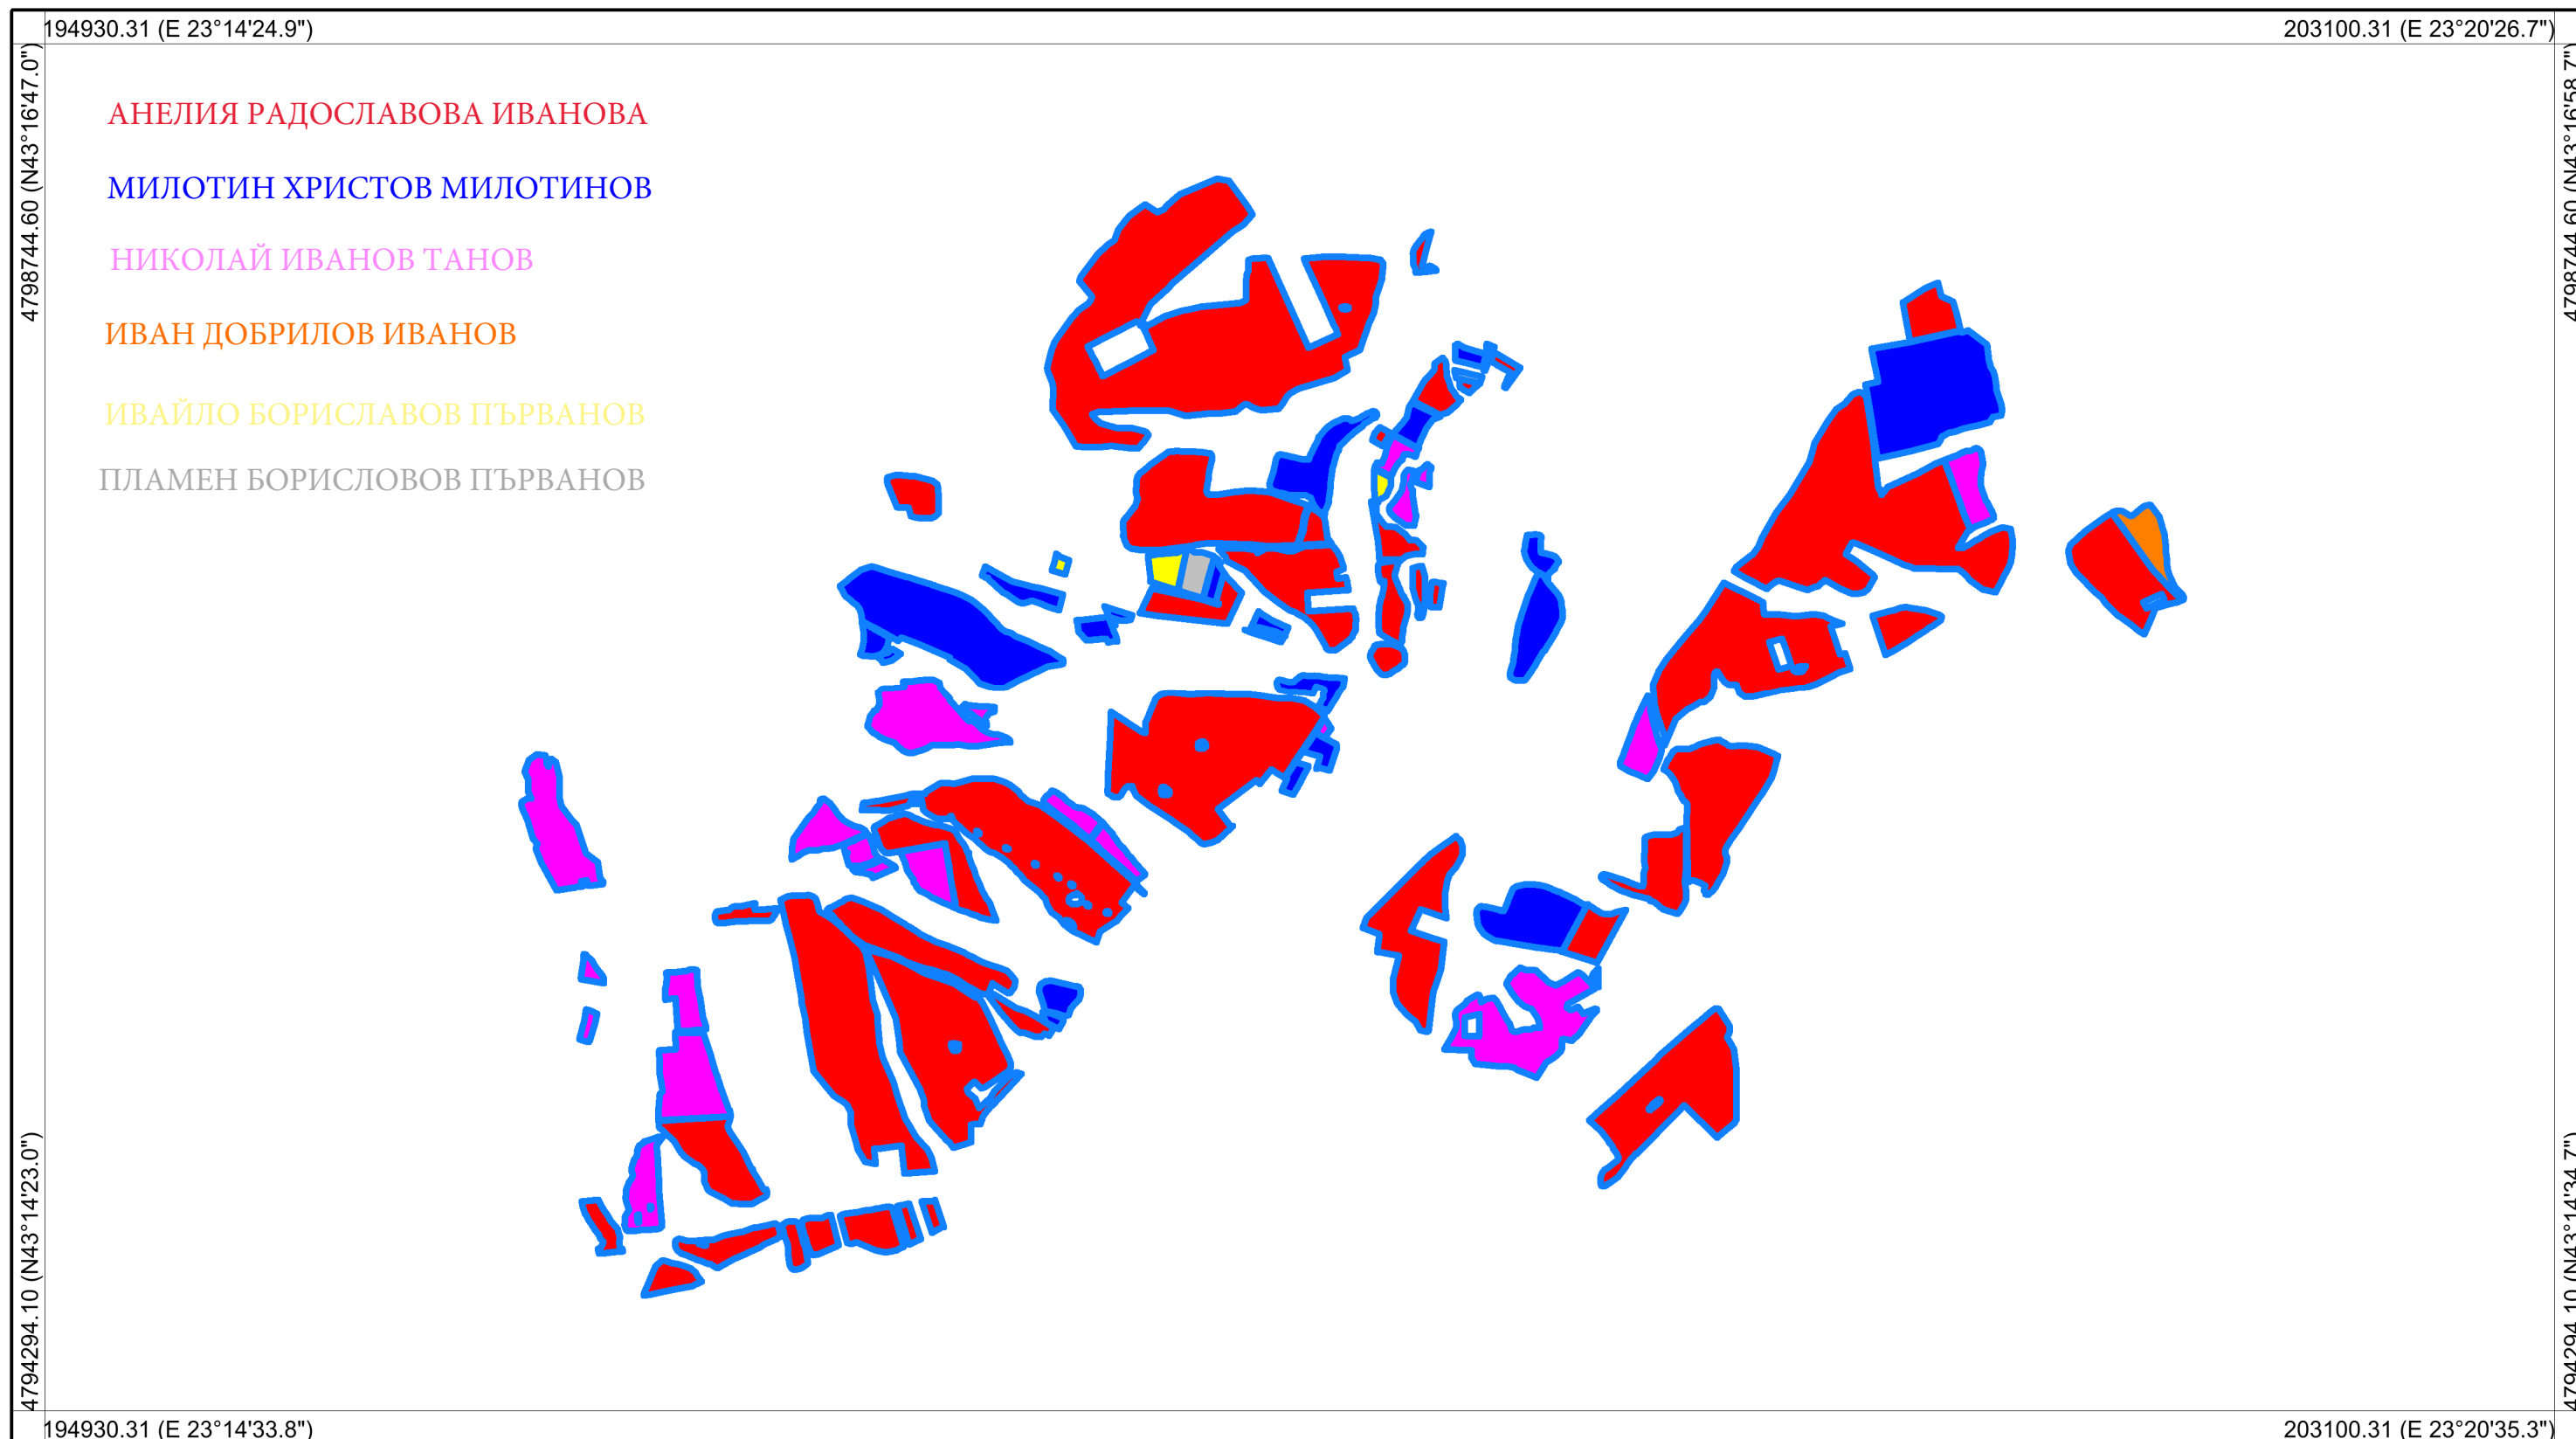 194930.31 (E 23°14'24.9")
203100.31 (E 23°20'26.7")
4798744.60 (N43°16'47.0")
4798744.60 (N43°16'58.7")
АНЕЛИЯ РАДОСЛАВОВА ИВАНОВА
МИЛОТИН ХРИСТОВ МИЛОТИНОВ
НИКОЛАЙ ИВАНОВ ТАНОВ
ИВАН ДОБРИЛОВ ИВАНОВ
ИВАЙЛО БОРИСЛАВОВ ПЪРВАНОВ
ПЛАМЕН БОРИСЛОВОВ ПЪРВАНОВ
4794294.10 (N43°14'23.0")
4794294.10 (N43°14'34.7")
194930.31 (E 23°14'33.8")
203100.31 (E 23°20'35.3")